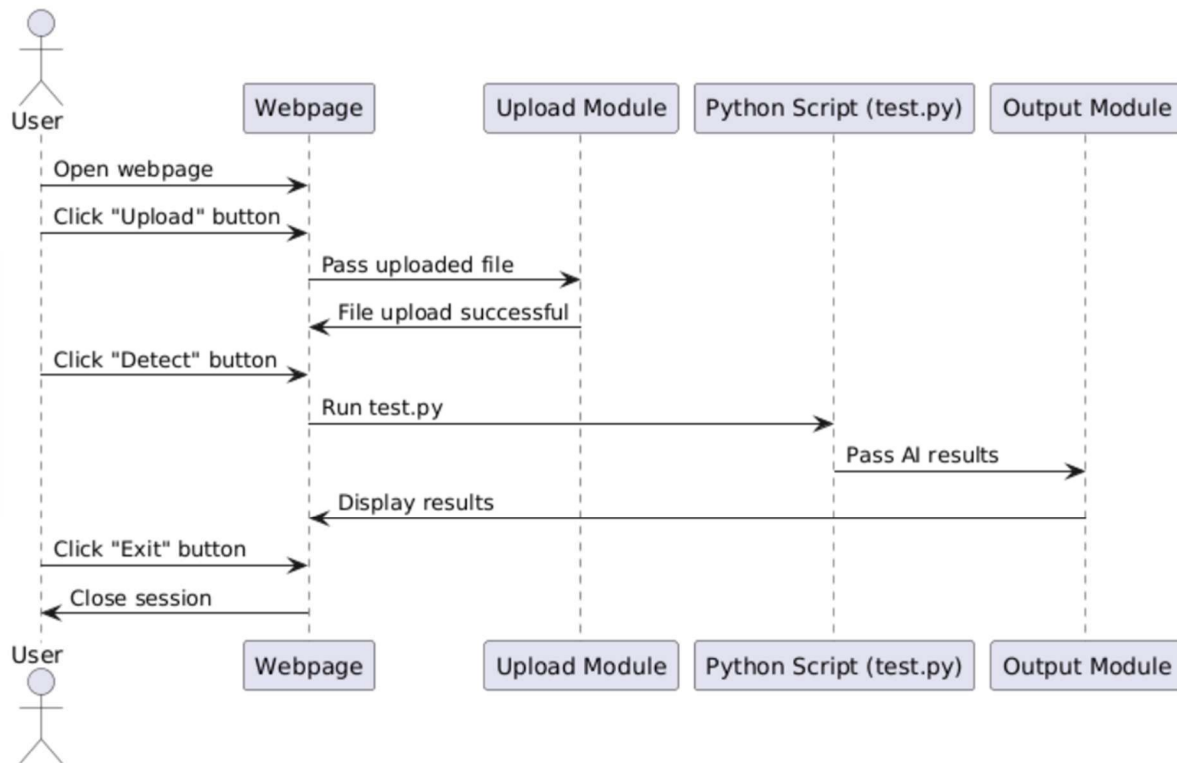 User
Webpage
Upload Module
Python Script (test.py)
Output Module
Open webpage
Click "Upload" button
Pass uploaded file
File upload successful
Click "Detect" button
Run test.py
Pass AI results
Display results
Click "Exit" button
Close session
User
Webpage
Upload Module
Python Script (test.py)
Output Module